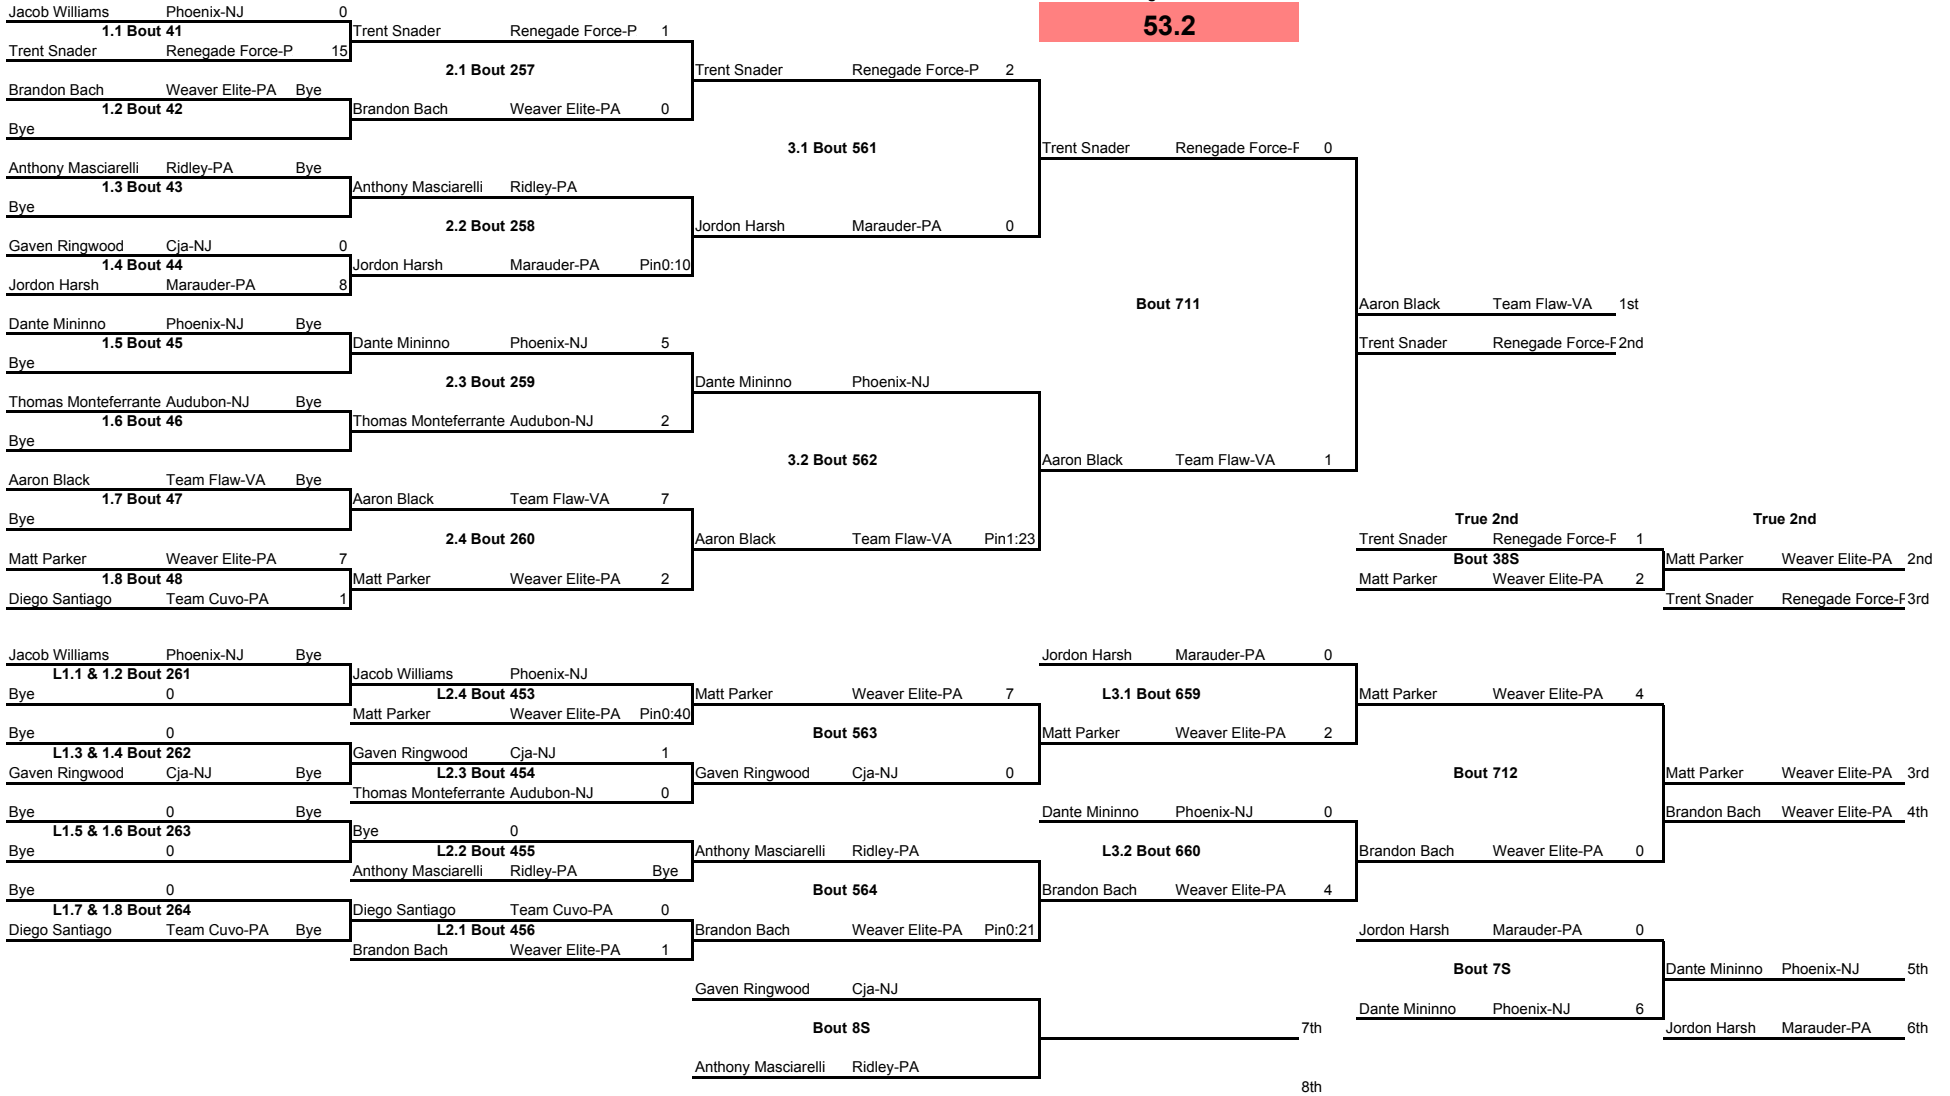 Jacob Williams Phoenix-NJ 0
53.2
1.1 Bout 41
Trent Snader Renegade Force-P 1
Trent Snader Renegade Force-P 15
2.1 Bout 257
Trent Snader Renegade Force-P 2
Brandon Bach Weaver Elite-PA Bye
1.2 Bout 42
Brandon Bach Weaver Elite-PA 0
Bye
3.1 Bout 561
Trent Snader Renegade Force-F 0
Anthony Masciarelli Ridley-PA Bye
1.3 Bout 43
Anthony Masciarelli Ridley-PA
Bye
2.2 Bout 258
Jordon Harsh Marauder-PA 0
Gaven Ringwood Cja-NJ 0
1.4 Bout 44
Jordon Harsh Marauder-PA Pin0:10
Jordon Harsh Marauder-PA 8
Bout 711
Aaron Black Team Flaw-VA 1st
Dante Mininno Phoenix-NJ Bye
1.5 Bout 45
Dante Mininno Phoenix-NJ 5
Trent Snader Renegade Force-F 2nd
Bye
2.3 Bout 259
Dante Mininno Phoenix-NJ
Thomas Monteferrante Audubon-NJ Bye
1.6 Bout 46
Thomas Monteferrante Audubon-NJ 2
Bye
3.2 Bout 562
Aaron Black Team Flaw-VA 1
Aaron Black Team Flaw-VA Bye
1.7 Bout 47
Aaron Black Team Flaw-VA 7
Bye
True 2nd True 2nd
2.4 Bout 260
Aaron Black Team Flaw-VA Pin1:23
Trent Snader Renegade Force-F 1
Matt Parker Weaver Elite-PA 7
Bout 38S
Matt Parker Weaver Elite-PA 2nd
1.8 Bout 48
Matt Parker Weaver Elite-PA 2
Matt Parker Weaver Elite-PA 2
Diego Santiago Team Cuvo-PA 1
Trent Snader Renegade Force-F 3rd
Jacob Williams Phoenix-NJ Bye
Jordon Harsh Marauder-PA 0
L1.1 & 1.2 Bout 261
Jacob Williams Phoenix-NJ
Bye 0
L2.4 Bout 453
Matt Parker Weaver Elite-PA 7
L3.1 Bout 659
Matt Parker Weaver Elite-PA 4
Matt Parker Weaver Elite-PA Pin0:40
Bye 0
Bout 563
Matt Parker Weaver Elite-PA 2
L1.3 & 1.4 Bout 262
Gaven Ringwood Cja-NJ 1
Gaven Ringwood Cja-NJ Bye
L2.3 Bout 454
Gaven Ringwood Cja-NJ 0
Bout 712
Matt Parker Weaver Elite-PA 3rd
Thomas Monteferrante Audubon-NJ 0
Bye 0 Bye
Dante Mininno Phoenix-NJ 0
Brandon Bach Weaver Elite-PA 4th
L1.5 & 1.6 Bout 263
Bye 0
Bye 0
L2.2 Bout 455
Anthony Masciarelli Ridley-PA
L3.2 Bout 660
Brandon Bach Weaver Elite-PA 0
Anthony Masciarelli Ridley-PA Bye
Bye 0
Bout 564
Brandon Bach Weaver Elite-PA 4
L1.7 & 1.8 Bout 264
Diego Santiago Team Cuvo-PA 0
Diego Santiago Team Cuvo-PA Bye
L2.1 Bout 456
Brandon Bach Weaver Elite-PA Pin0:21
Jordon Harsh Marauder-PA 0
Brandon Bach Weaver Elite-PA 1
Bout 7S
Dante Mininno Phoenix-NJ 5th
Gaven Ringwood Cja-NJ
Dante Mininno Phoenix-NJ 6
Bout 8S
7th
Jordon Harsh Marauder-PA 6th
Anthony Masciarelli Ridley-PA
8th